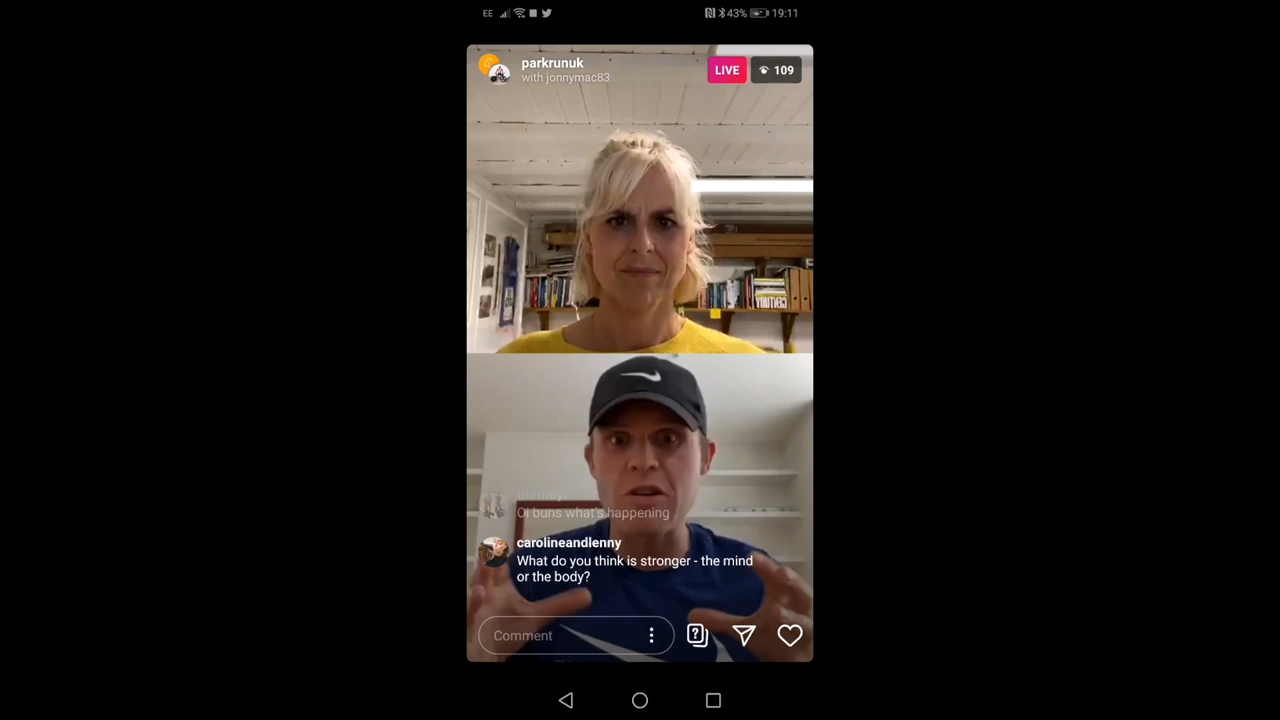 EE 43% 19:11
parkrunuk
with jonnymac83
LIVE 109
Oi buns what's happening
carolineandlenny
What do you think is stronger - the mind
or the body?
Comment